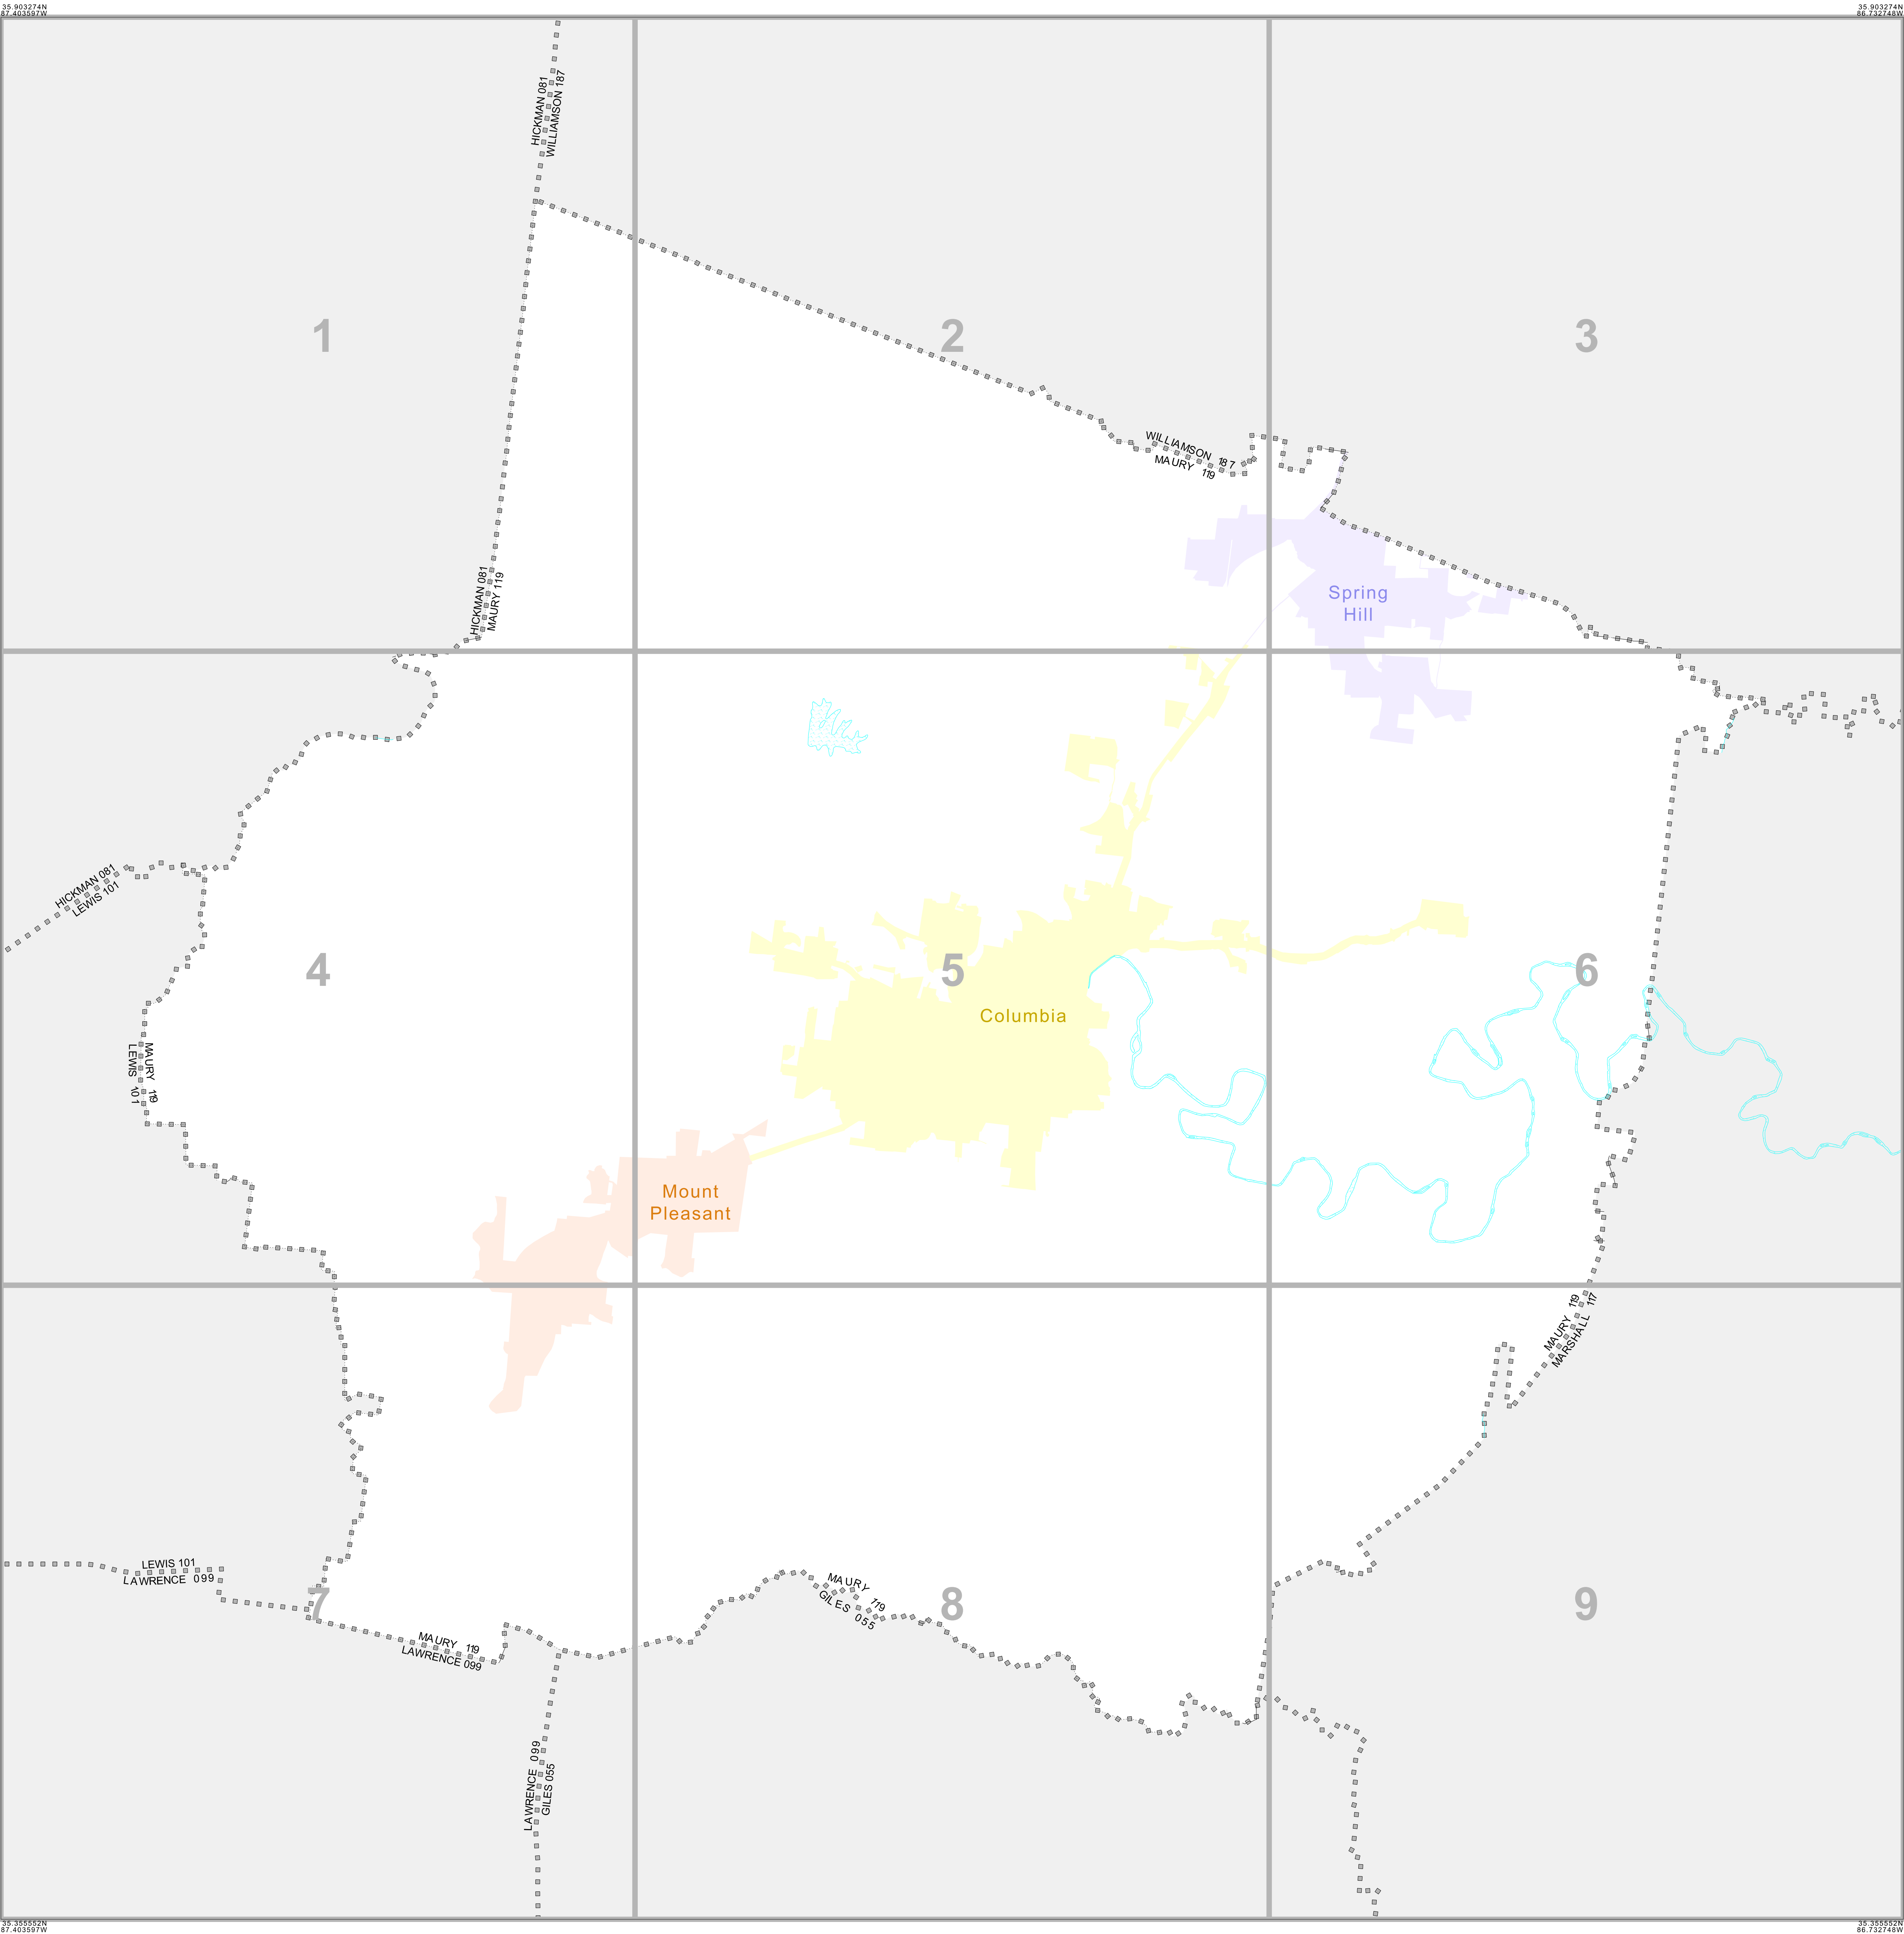 35.903274N
87.403597W
35.903274N
86.732748W
HICKMAN 081
WILLIAMSON 187
1
2
3
WILLIAMSON 187
MAURY 119
HICKMAN 081
MAURY 119
Spring
Hill
HICKMAN 081
LEWIS 101
4
5
6
Columbia
MAURY 119
LEWIS 101
Mount
Pleasant
MAURY 119
MARSHALL 117
LEWIS 101
LAWRENCE 099
7
8
9
MAURY 119
GILES 055
MAURY 119
LAWRENCE 099
LAWRENCE 099
GILES 055
35.355552N
87.403597W
35.355552N
86.732748W